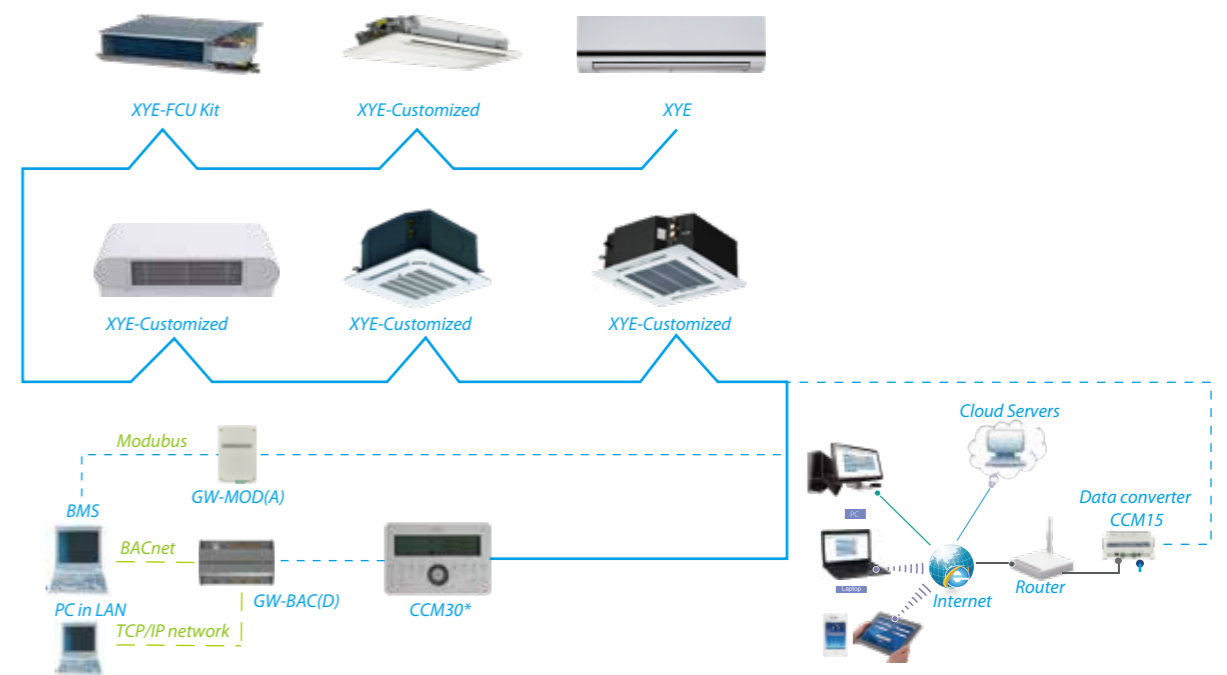 XYE-FCU Kit
XYE-Customized
XYE
XYE-Customized
XYE-Customized
XYE-Customized
Modubus
GW-MOD(A)
BMS
BACnet
GW-BAC(D)
CCM30*
PC in LAN
TCP/IP network
Cloud Servers
PC
Laptop
Internet
Router
Data converter
CCM15